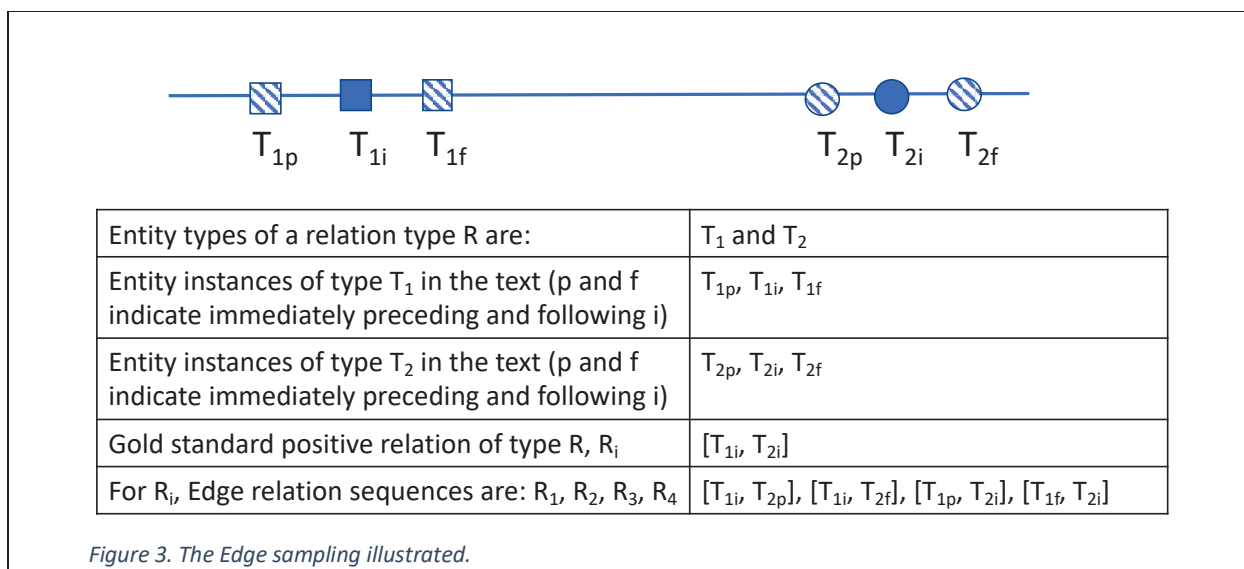 T1p T1i T1f T2p T2i T2f
Entity types of a relation type R are: T1 and T2
Entity instances of type T1 in the text (p and f
indicate immediately preceding and following i)
T1p, T1i, T1f
Entity instances of type T2 in the text (p and f
indicate immediately preceding and following i)
T2p, T2i, T2f
Gold standard positive relation of type R, Ri [T1i, T2i]
For Ri, Edge relation sequences are: R1, R2, R3, R4 [T1i, T2p], [T1i, T2f], [T1p, T2i], [T1f, T2i]
Figure 3. The Edge sampling illustrated.